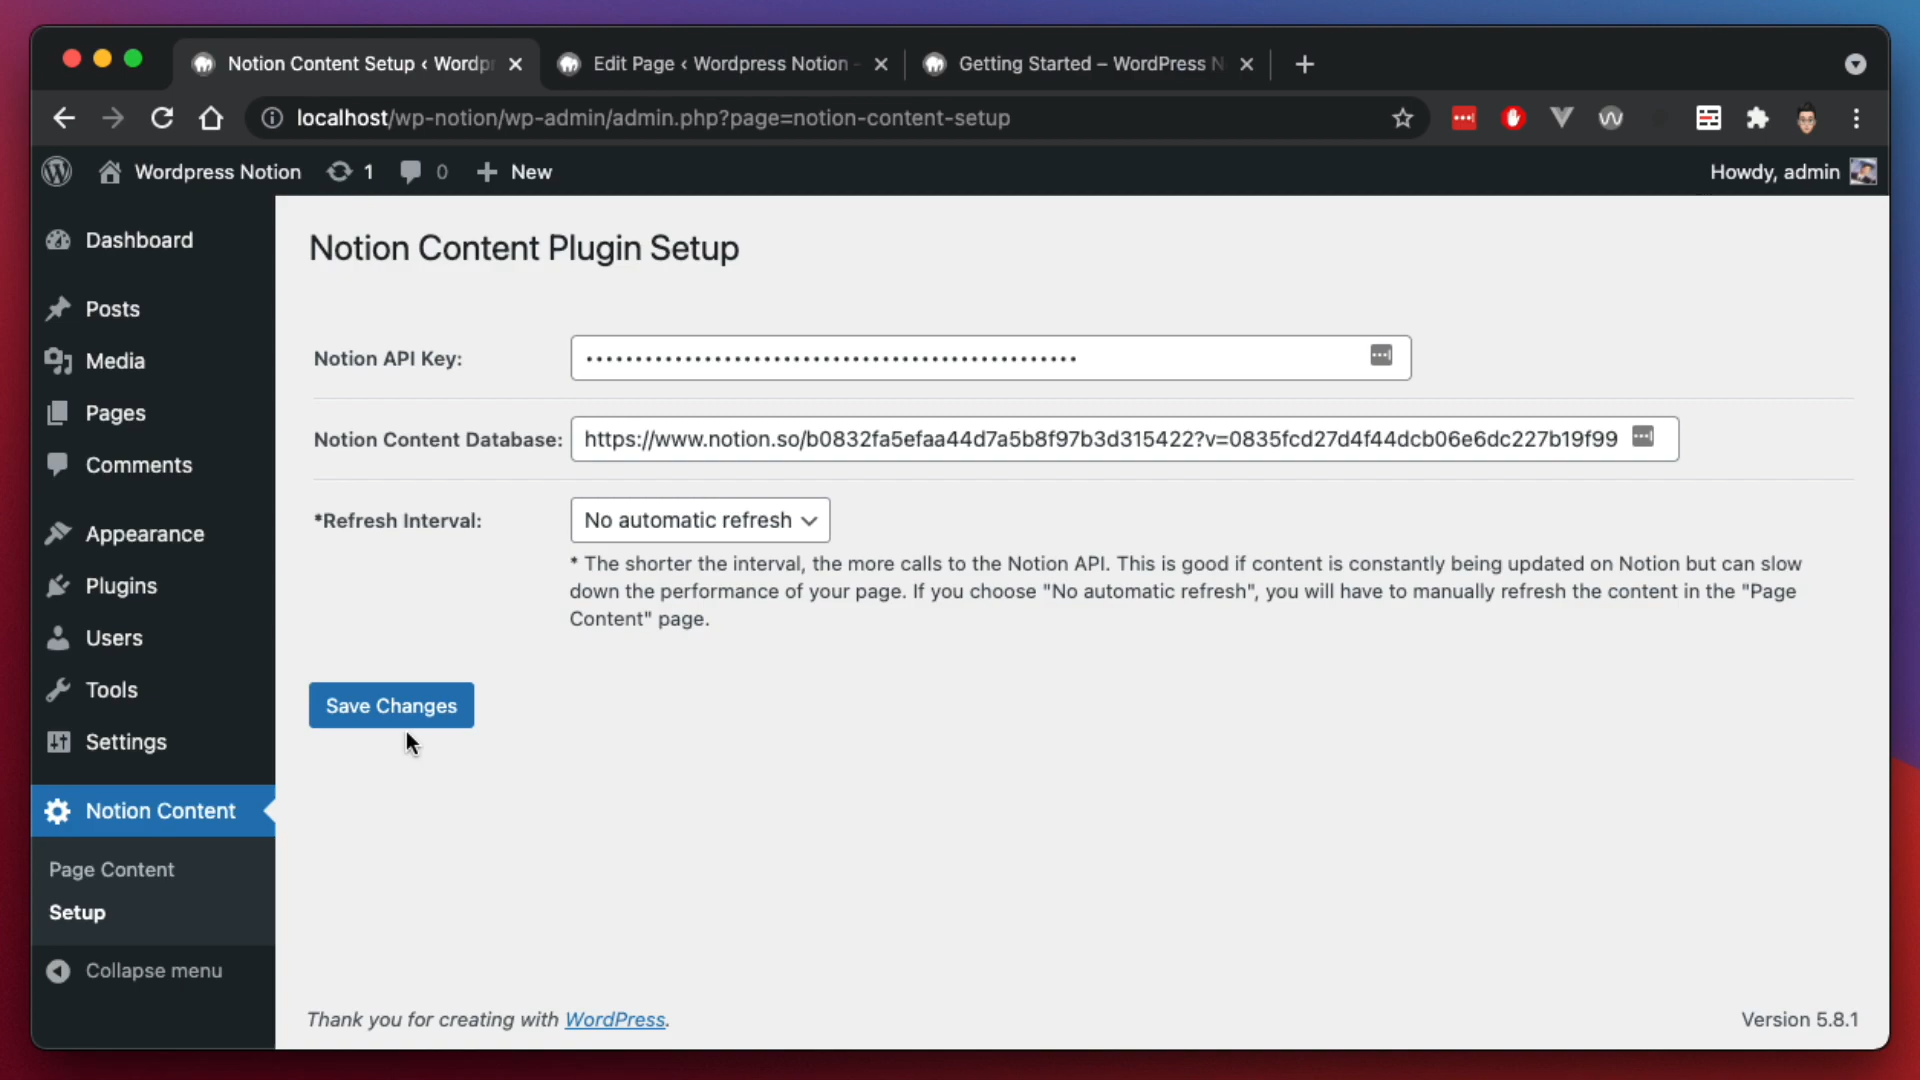 Notion Content Setup ‹ Wordpr
Edit Page ‹ Wordpress Notion -
Getting Started – WordPress N
localhost/wp-notion/wp-admin/admin.php?page=notion-content-setup
Wordpress Notion
1
0
New
Howdy, admin
Dashboard
Posts
Media
Pages
Comments
Appearance
Plugins
Users
Tools
Settings
Notion Content
Page Content
Setup
Collapse menu
Notion Content Plugin Setup
Notion API Key:
Notion Content Database: https://www.notion.so/b0832fa5efaa44d7a5b8f97b3d315422?v=0835fcd27d4f44dcb06e6dc227b19f99
*Refresh Interval: No automatic refresh
* The shorter the interval, the more calls to the Notion API. This is good if content is constantly being updated on Notion but can slow
down the performance of your page. If you choose "No automatic refresh", you will have to manually refresh the content in the "Page
Content" page.
Save Changes
Thank you for creating with WordPress.
Version 5.8.1